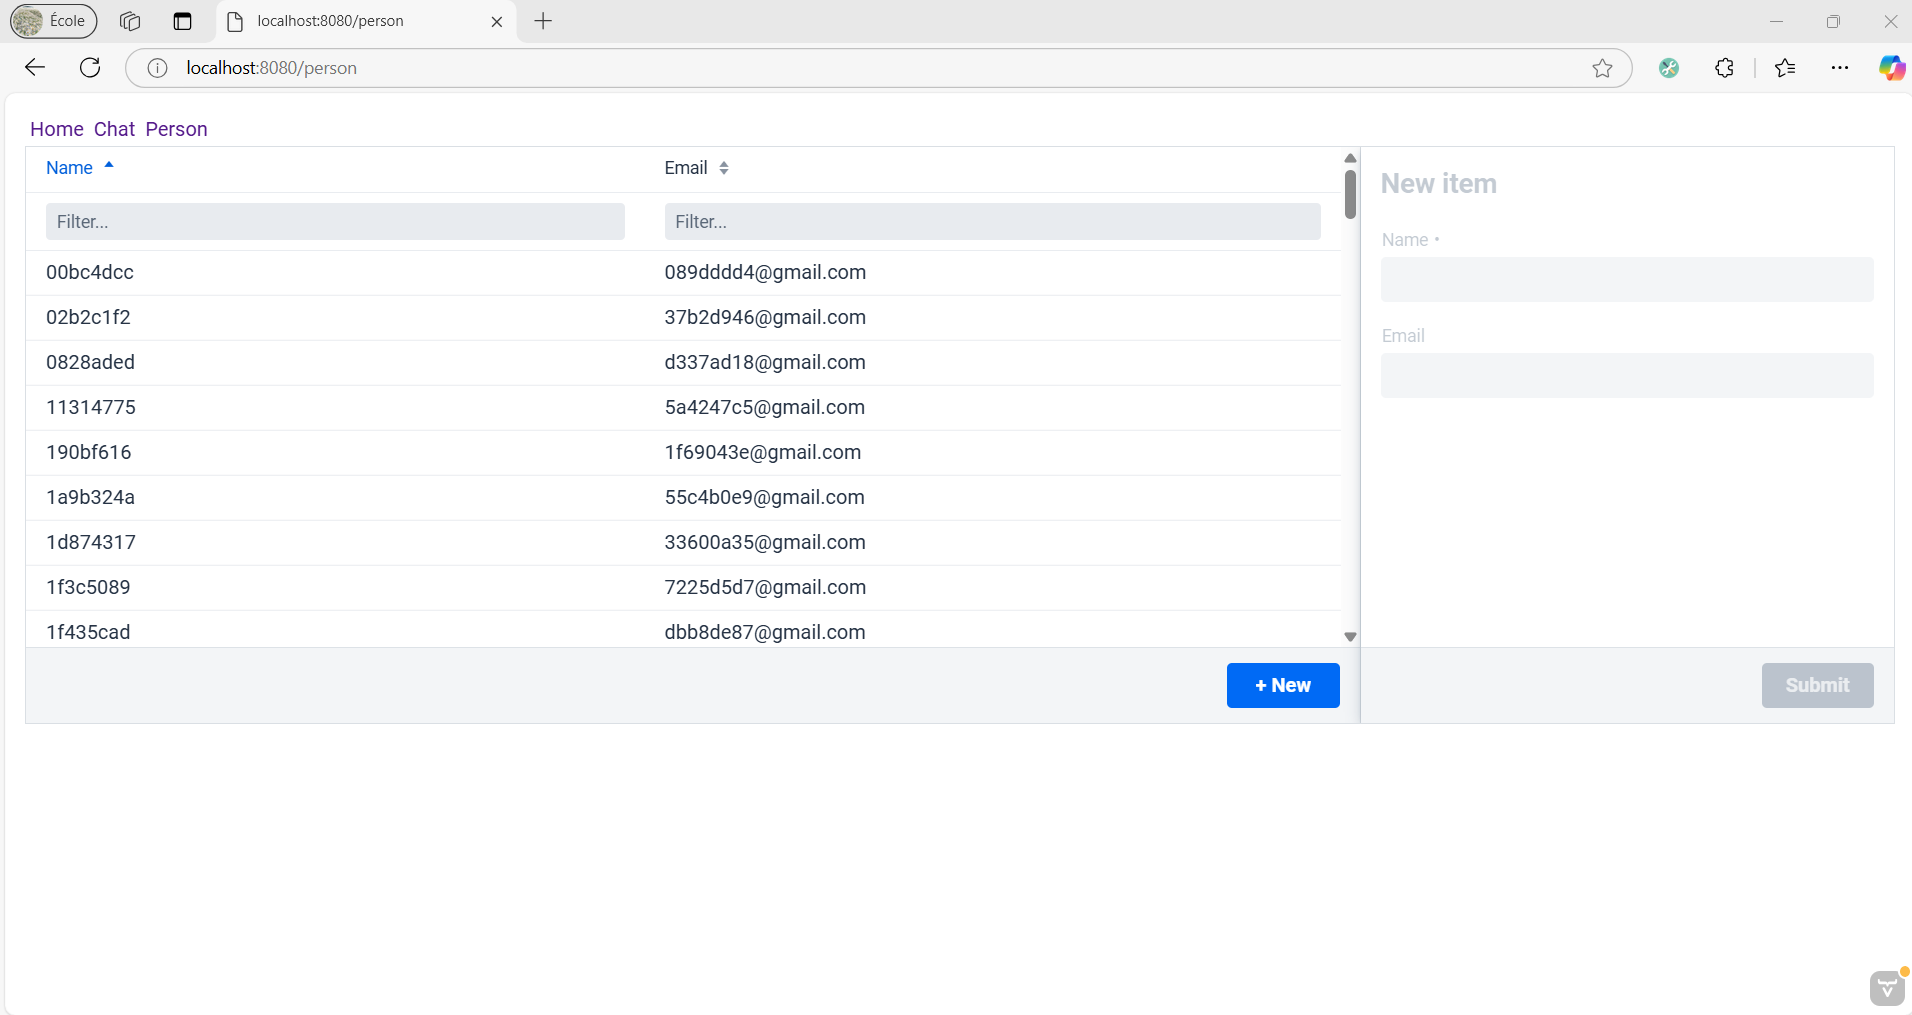 École
localhost:8080/person
localhost:8080/person
Home Chat Person
Name Email
Filter... Filter...
00bc4dcc 089dddd4@gmail.com
02b2c1f2 37b2d946@gmail.com
0828aded d337ad18@gmail.com
11314775 5a4247c5@gmail.com
190bf616 1f69043e@gmail.com
1a9b324a 55c4b0e9@gmail.com
1d874317 33600a35@gmail.com
1f3c5089 7225d5d7@gmail.com
1f435cad dbb8de87@gmail.com
+ New
New item
Name •
Email
Submit